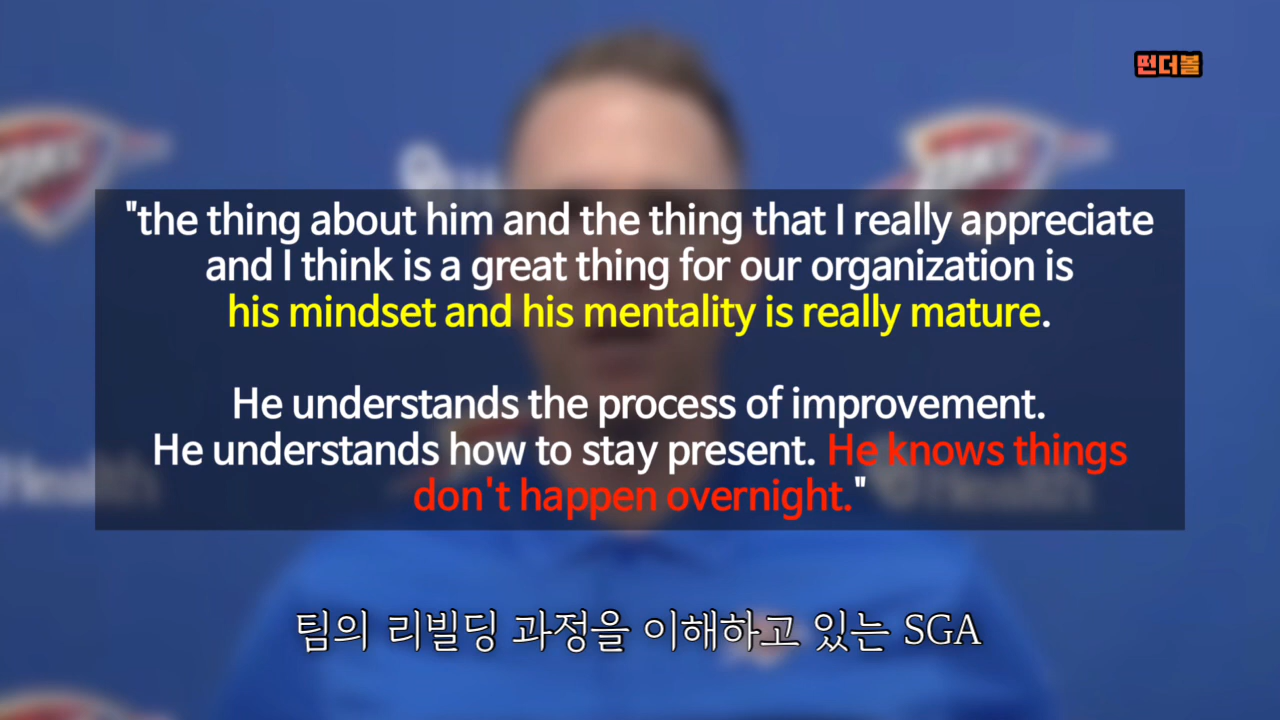 떤더볼
"the thing about him and the thing that I really appreciate
and I think is a great thing for our organization is
his mindset and his mentality is really mature.
He understands the process of improvement.
He understands how to stay present. He knows things
don't happen overnight."
팀의 리빌딩 과정을 이해하고 있는 SGA